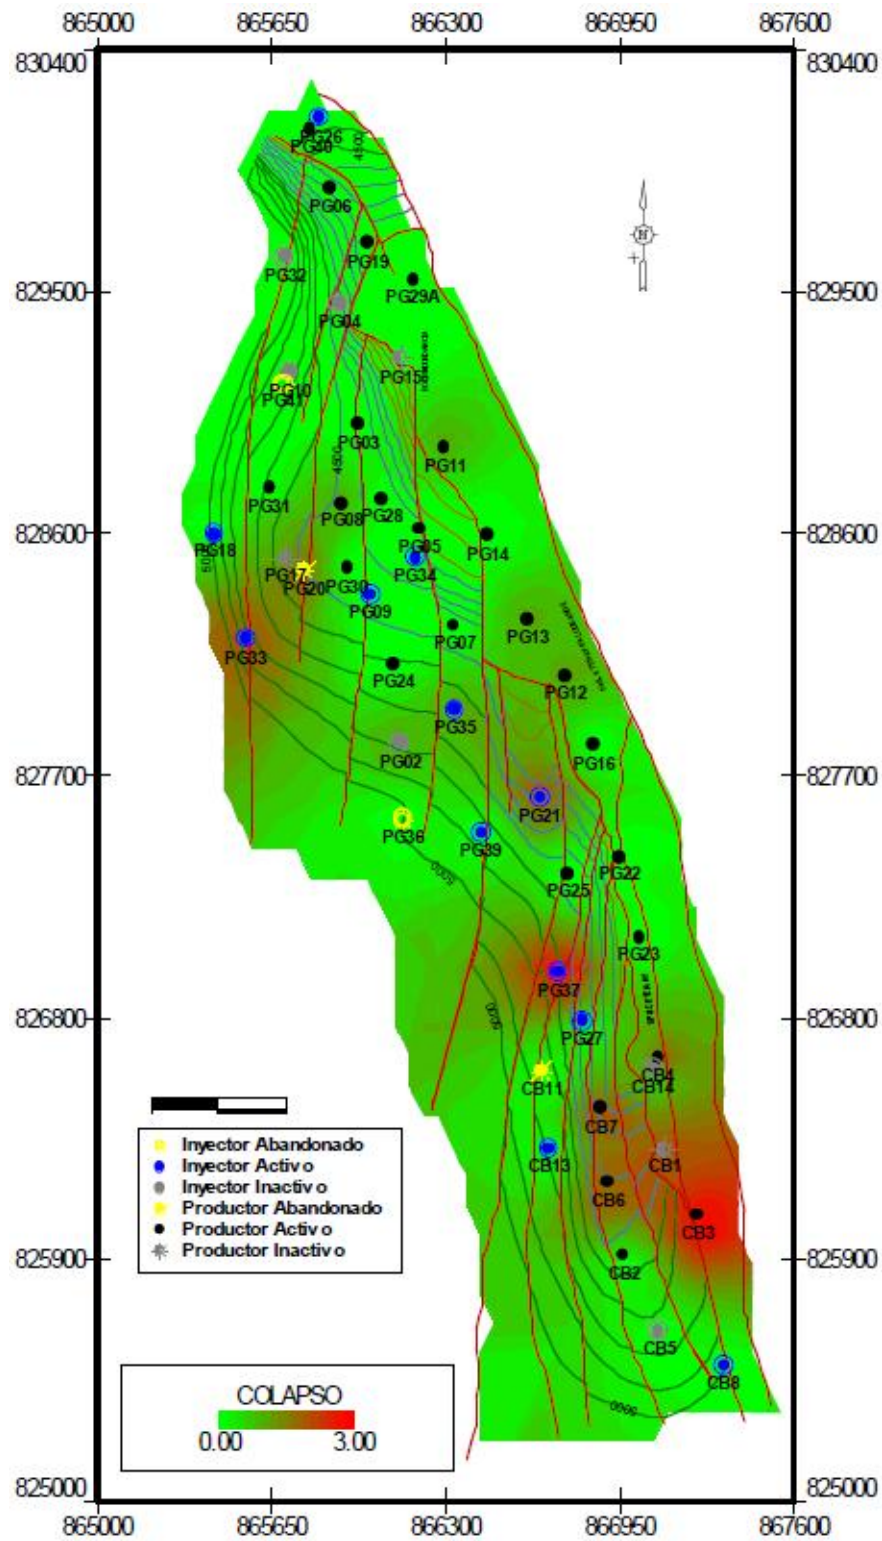 865000 865650 866300 866950 867600
830400 830400
PG26
PG40
4500
PG06
PG19
PG32
PG29A
829500 829500
PG04
PG15
PG10
PG41
PG03
PG11
4500
PG31
PG08
PG28
828600 828600
PG18
PG05
PG14
PG17
PG34
PG20
PG30
PG09
PG07
PG13
PG33
PG24
PG12
PG35
PG02
PG16
827700 827700
PG21
PG36
PG39
PG22
5000
PG25
PG23
PG37
826800 826800
PG27
CB4
CB11
CB14
CB7
CB13
CB1
CB6
CB3
825900 825900
CB2
CB5
CB8
5000
N
Inyector Abandonado
Inyector Activo
Inyector Inactivo
Productor Abandonado
Productor Activo
Productor Inactivo
COLAPSO
0.00 3.00
825000 825000
865000 865650 866300 866950 867600